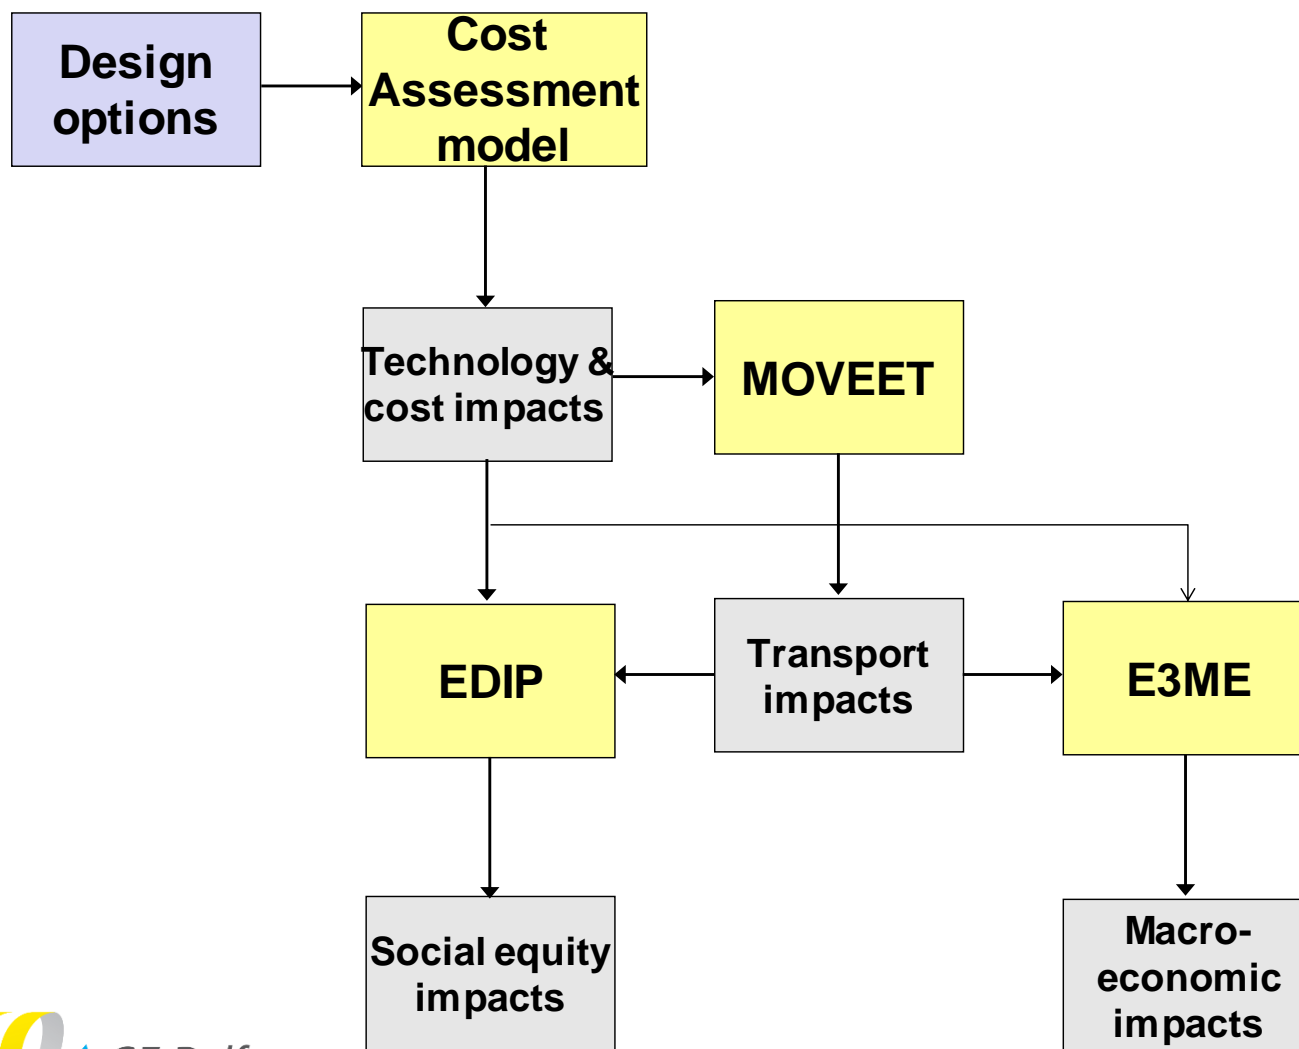 Design
options
Cost
Assessment
model
Technology &
cost impacts
MOVEET
EDIP
Transport
impacts
E3ME
Social equity
impacts
Macro-
economic
impacts